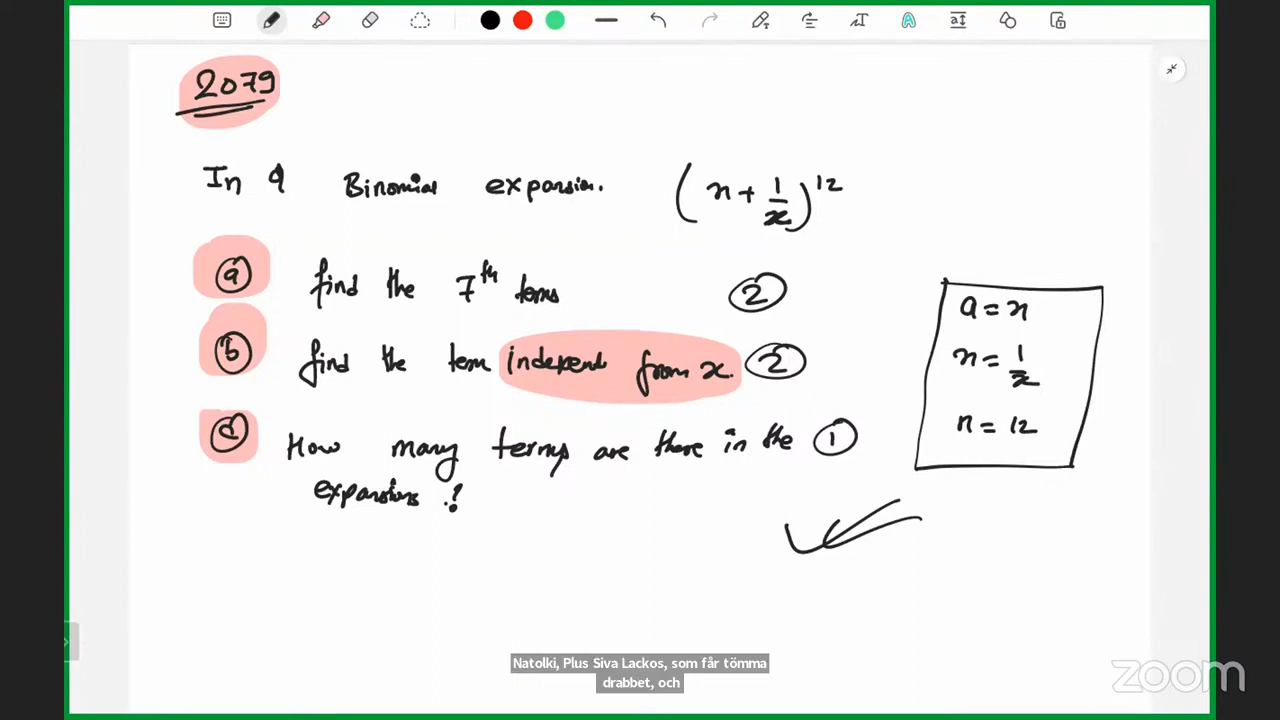 2079
In a Binomial expansion. (x + 1/x)^12
(a) find the 7th term (2)
(b) find the term independent from x. (2)
(c) How many terms are there in the (1)
expansions ?
a = x
x = 1/x
n = 12
Natolki, Plus Siva Lackos, som får tömma
drabbet, och
zoom